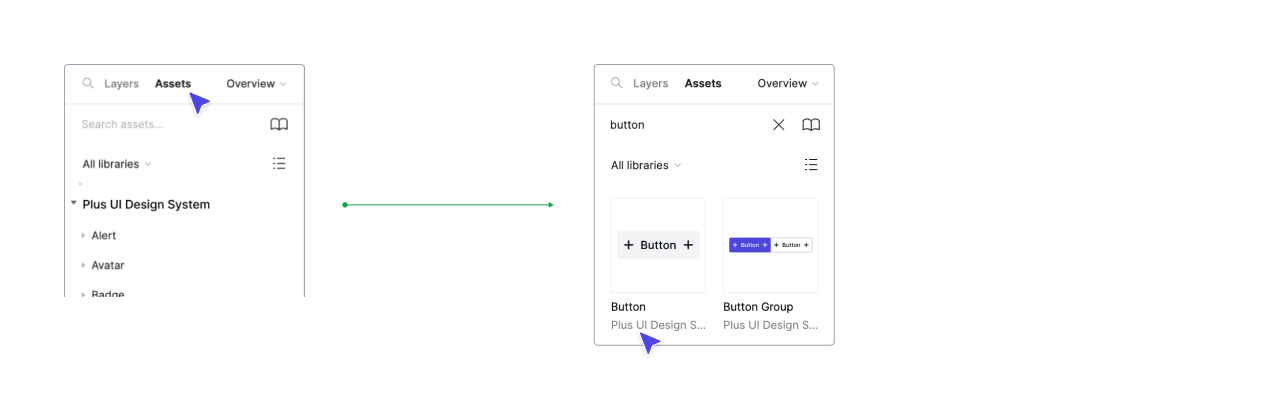 Layers Assets Overview
Search assets...
All libraries
Plus UI Design System
Alert
Avatar
Badge
Layers Assets Overview
button
All libraries
+ Button +
+ Button + + Button +
Button Button Group
Plus UI Design S... Plus UI Design S...